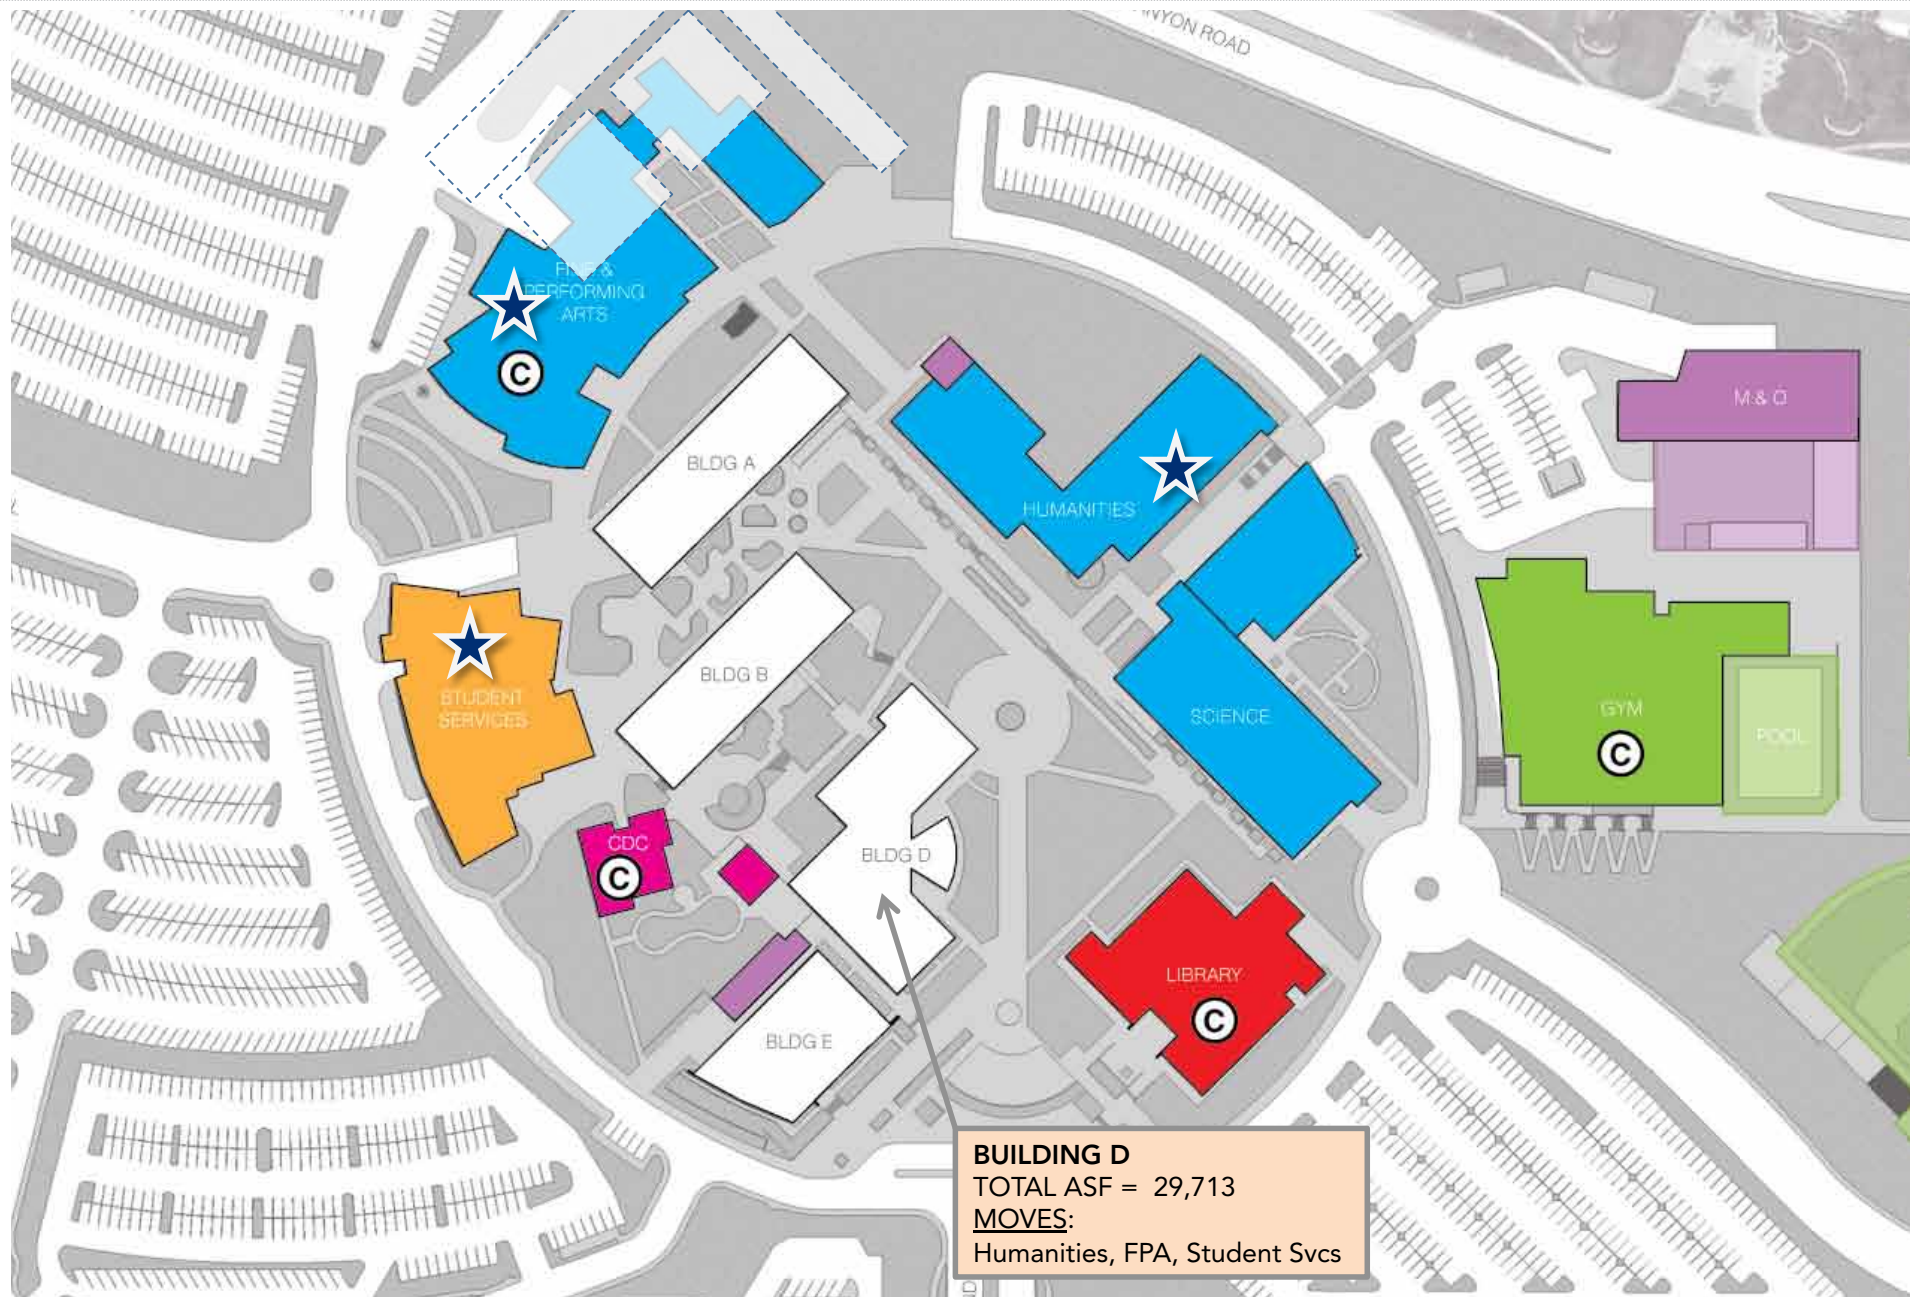 NYON ROAD
FINE &
PERFORMING
ARTS
C
BLDG A
HUMANITIES
M & O
BLDG B
STUDENT
SERVICES
SCIENCE
GYM
C
POOL
CDC
C
BLDG D
LIBRARY
C
BLDG E
BUILDING D
TOTAL ASF = 29,713
MOVES:
Humanities, FPA, Student Svcs